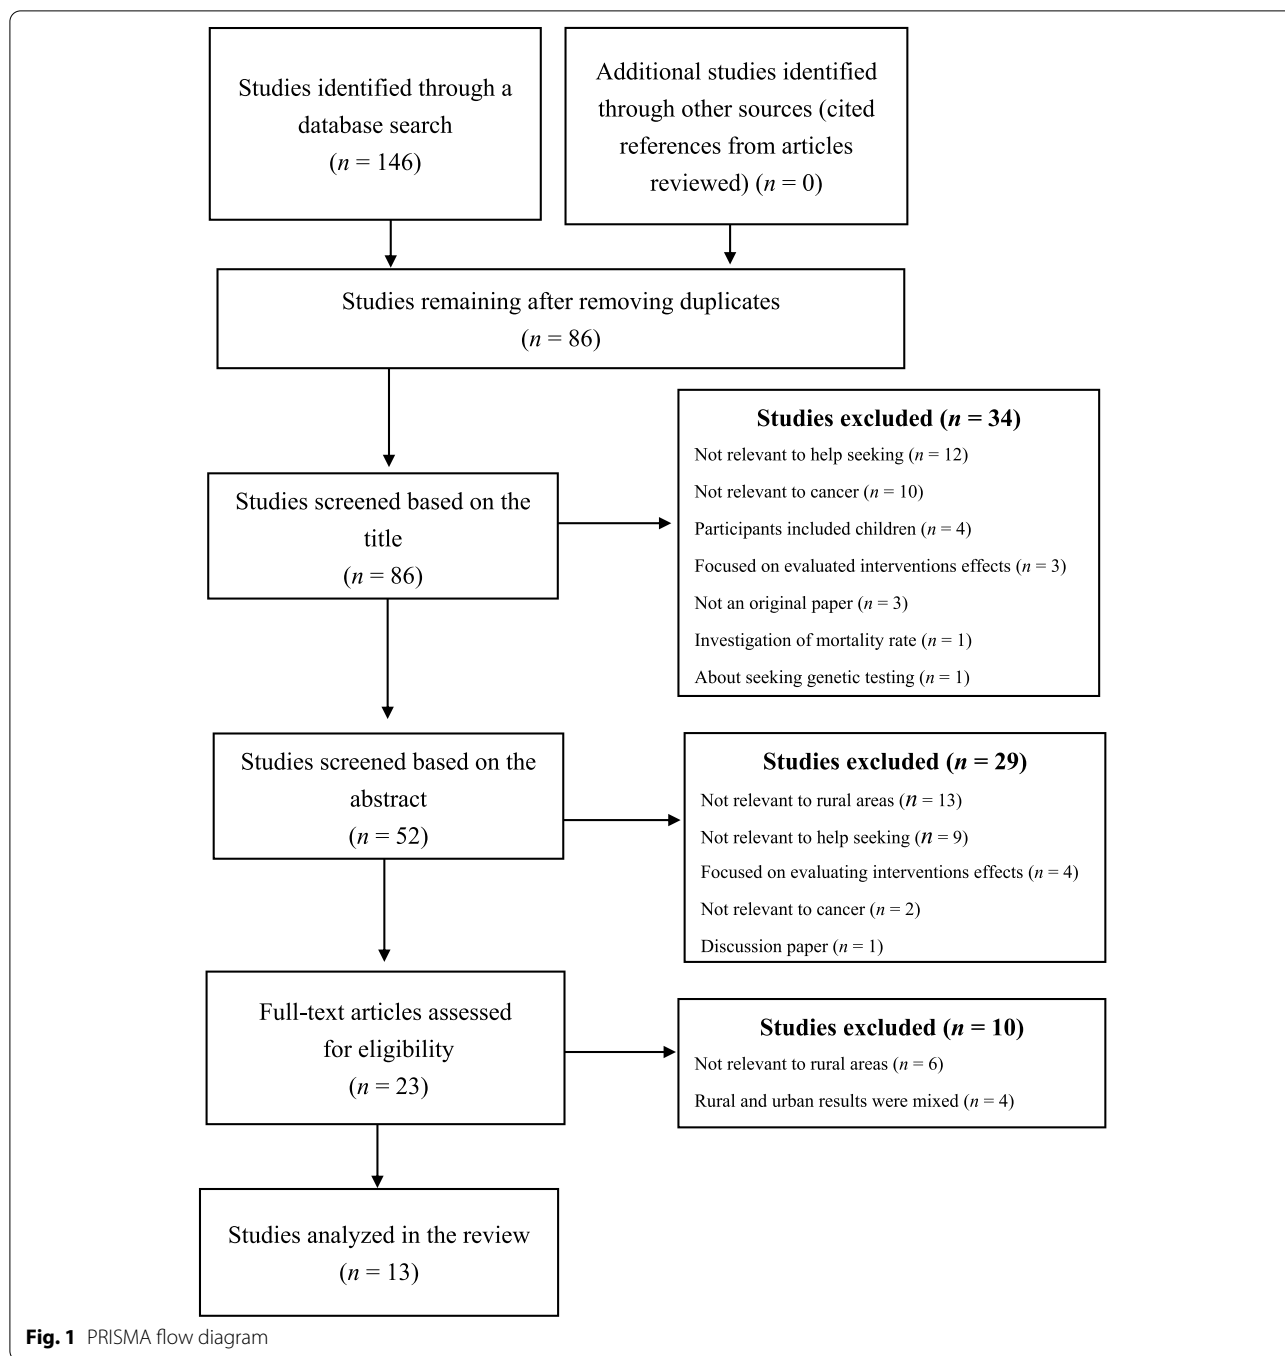 Studies identified through a
database search
(n = 146)
Additional studies identified
through other sources (cited
references from articles
reviewed) (n = 0)
Studies remaining after removing duplicates
(n = 86)
Studies screened based on the
title
(n = 86)
Studies excluded (n = 34)
Not relevant to help seeking (n = 12)
Not relevant to cancer (n = 10)
Participants included children (n = 4)
Focused on evaluated interventions effects (n = 3)
Not an original paper (n = 3)
Investigation of mortality rate (n = 1)
About seeking genetic testing (n = 1)
Studies screened based on the
abstract
(n = 52)
Studies excluded (n = 29)
Not relevant to rural areas (n = 13)
Not relevant to help seeking (n = 9)
Focused on evaluating interventions effects (n = 4)
Not relevant to cancer (n = 2)
Discussion paper (n = 1)
Full-text articles assessed
for eligibility
(n = 23)
Studies excluded (n = 10)
Not relevant to rural areas (n = 6)
Rural and urban results were mixed (n = 4)
Studies analyzed in the review
(n = 13)
Fig. 1 PRISMA flow diagram